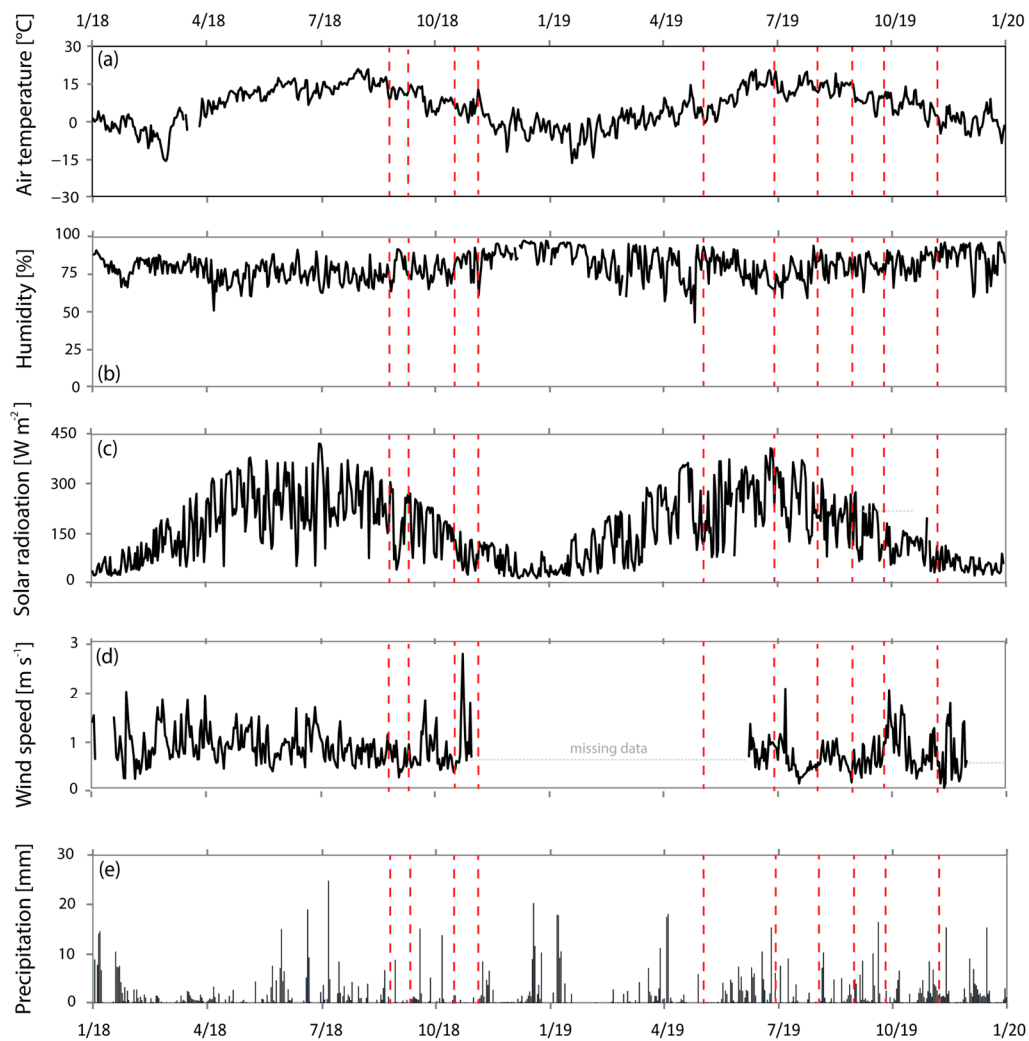 1/18 4/18 7/18 10/18 1/19 4/19 7/19 10/19 1/20
Air temperature [°C]
30
15
0
−15
−30
(a)
Humidity [%]
100
75
50
25
0
(b)
Solar radioation [W m-2]
450
300
150
0
(c)
Wind speed [m s-1]
3
2
1
0
(d)
missing data
Precipitation [mm]
30
20
10
0
(e)
1/18 4/18 7/18 10/18 1/19 4/19 7/19 10/19 1/20